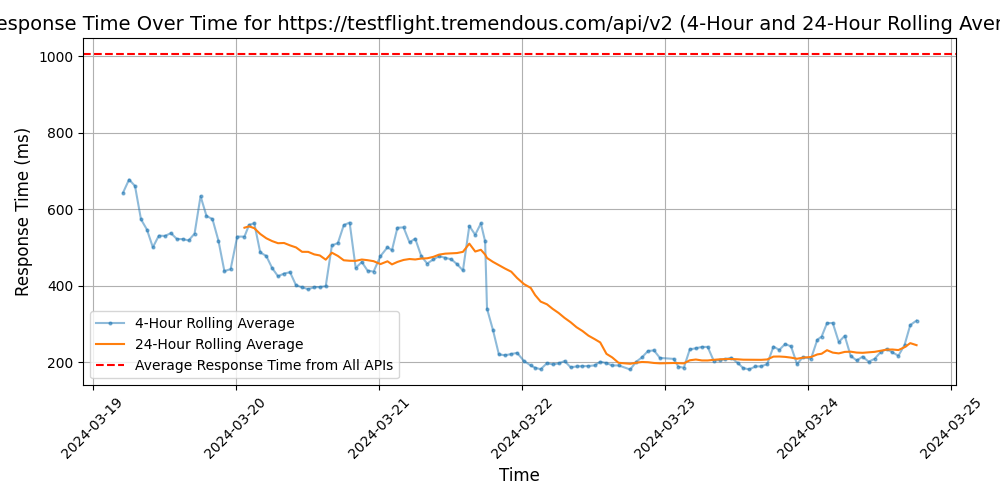 esponse Time Over Time for https://testflight.tremendous.com/api/v2 (4-Hour and 24-Hour Rolling Aver
Response Time (ms)
1000
800
600
400
200
4-Hour Rolling Average
24-Hour Rolling Average
Average Response Time from All APIs
2024-03-19
2024-03-20
2024-03-21
2024-03-22
2024-03-23
2024-03-24
2024-03-25
Time